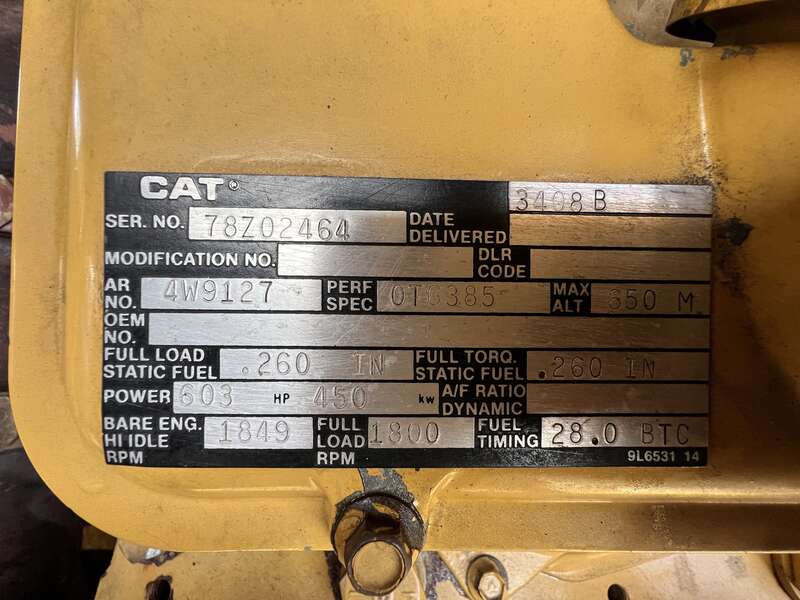 CAT® 3408B
SER. NO. 78Z02464 DATE DELIVERED
MODIFICATION NO. DLR CODE
AR NO. 4W9127 PERF SPEC 0T6385 MAX ALT 350 M
OEM NO.
FULL LOAD STATIC FUEL .260 IN FULL TORQ. STATIC FUEL .260 IN
POWER 603 HP 450 kw A/F RATIO DYNAMIC
BARE ENG. HI IDLE RPM 1849 FULL LOAD RPM 1800 FUEL TIMING 28.0 BTC
9L6531 14